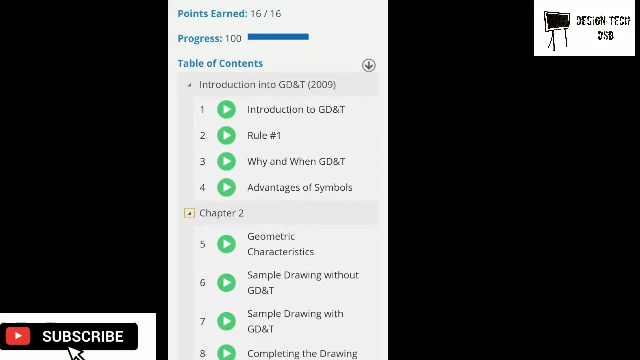 Points Earned: 16 / 16
Progress: 100
Table of Contents
Introduction into GD&T (2009)
1 Introduction to GD&T
2 Rule #1
3 Why and When GD&T
4 Advantages of Symbols
Chapter 2
5 Geometric
Characteristics
6 Sample Drawing without
GD&T
7 Sample Drawing with
GD&T
8 Completing the Drawing
DESIGN TECH
DSB
SUBSCRIBE